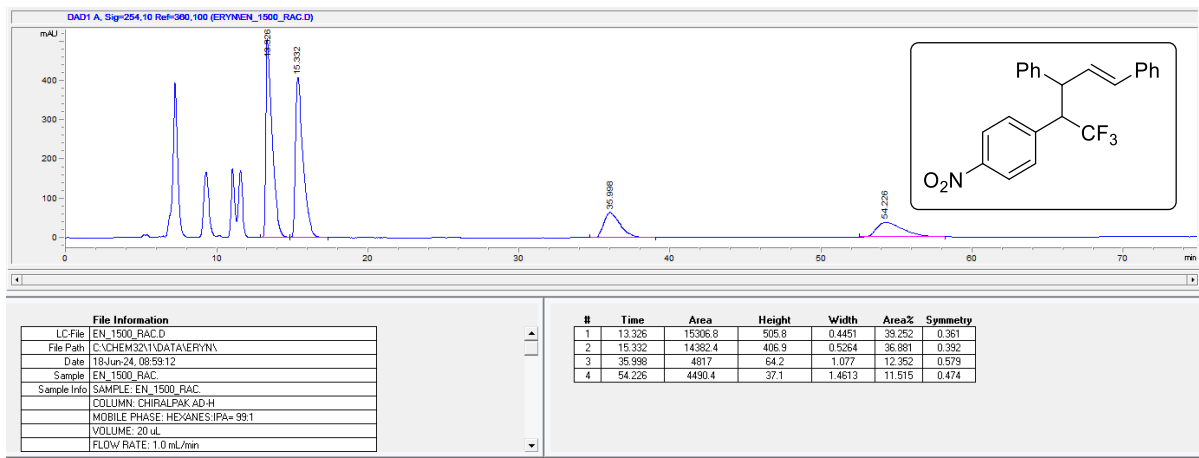 DAD1 A, Sig=254,10 Ref=360,100 (ERYN\EN_1500_RAC.D)
mAU
400
300
200
100
0
13.326
15.332
35.998
54.226
0
10
20
30
40
50
60
70
min
Ph
Ph
CF3
O2N
File Information
LC-File EN_1500_RAC.D
File Path C:\CHEM32\1\DATA\ERYN\
Date 18-Jun-24, 08:59:12
Sample EN_1500_RAC.
Sample Info SAMPLE: EN_1500_RAC.
COLUMN: CHIRALPAK AD-H
MOBILE PHASE: HEXANES:IPA= 99:1
VOLUME: 20 uL
FLOW RATE: 1.0 mL/min
# Time Area Height Width Area% Symmetry
1 13.326 15306.8 505.8 0.4451 39.252 0.361
2 15.332 14382.4 406.9 0.5264 36.881 0.392
3 35.998 4817 64.2 1.077 12.352 0.579
4 54.226 4490.4 37.1 1.4613 11.515 0.474